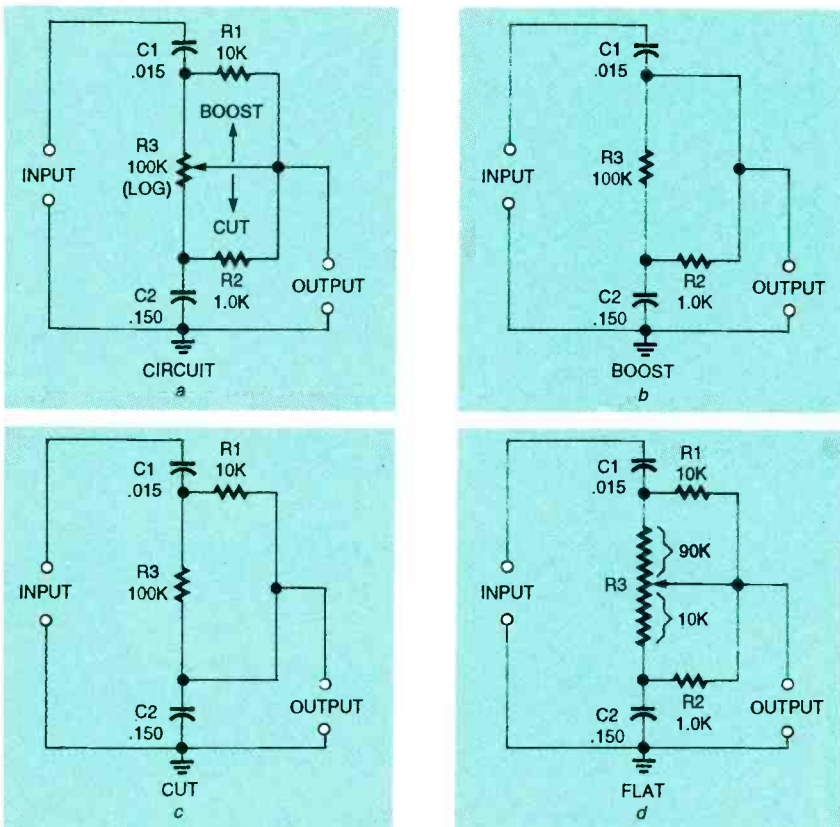 C1
.015
R1
10K
BOOST
R3
100K
(LOG)
INPUT
CUT
R2
1.0K
C2
.150
OUTPUT
CIRCUIT
a
C1
.015
R3
100K
INPUT
R2
1.0K
C2
.150
OUTPUT
BOOST
b
C1
.015
R1
10K
R3
100K
INPUT
C2
.150
OUTPUT
CUT
c
C1
.015
R1
10K
90K
R3
INPUT
10K
R2
1.0K
C2
.150
OUTPUT
FLAT
d